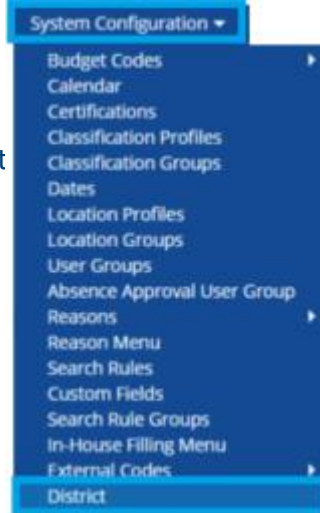 System Configuration
Budget Codes
Calendar
Certifications
Classification Profiles
t
Classification Groups
Dates
Location Profiles
Location Groups
User Groups
Absence Approval User Group
Reasons
Reason Menu
Search Rules
Custom Fields
Search Rule Groups
In-House Filling Menu
External Codes
District